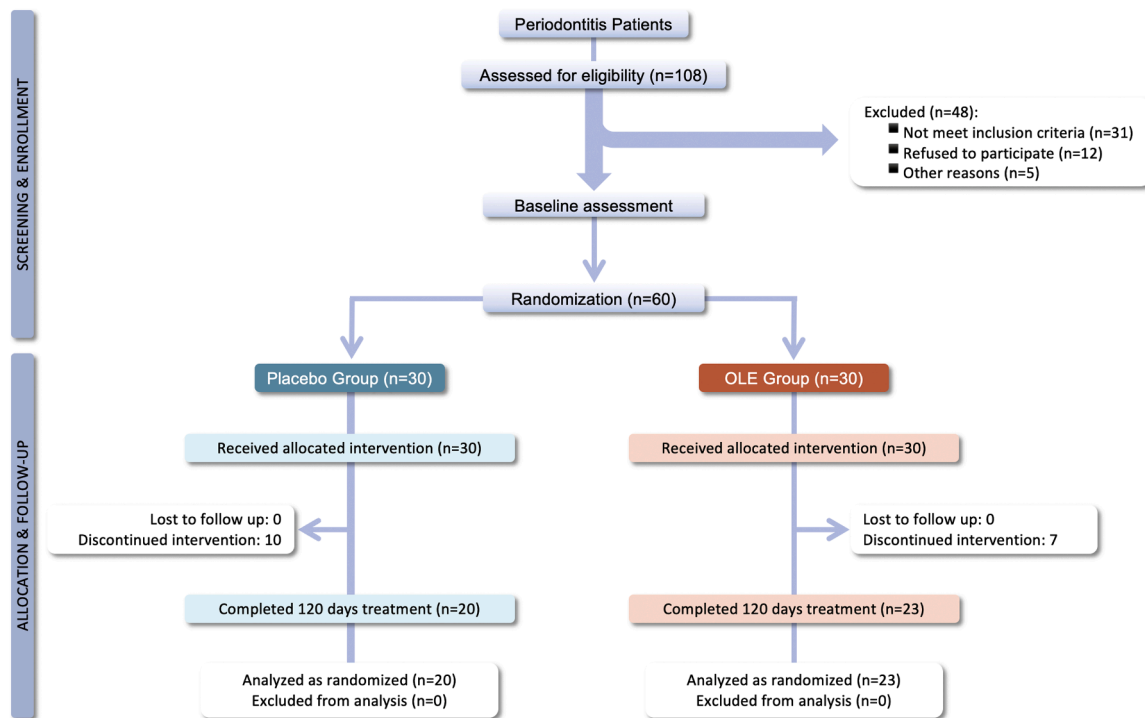 SCREENING & ENROLLMENT
Periodontitis Patients
Assessed for eligibility (n=108)
Excluded (n=48):
Not meet inclusion criteria (n=31)
Refused to participate (n=12)
Other reasons (n=5)
Baseline assessment
Randomization (n=60)
ALLOCATION & FOLLOW-UP
Placebo Group (n=30)
Received allocated intervention (n=30)
Lost to follow up: 0
Discontinued intervention: 10
Completed 120 days treatment (n=20)
Analyzed as randomized (n=20)
Excluded from analysis (n=0)
OLE Group (n=30)
Received allocated intervention (n=30)
Lost to follow up: 0
Discontinued intervention: 7
Completed 120 days treatment (n=23)
Analyzed as randomized (n=23)
Excluded from analysis (n=0)